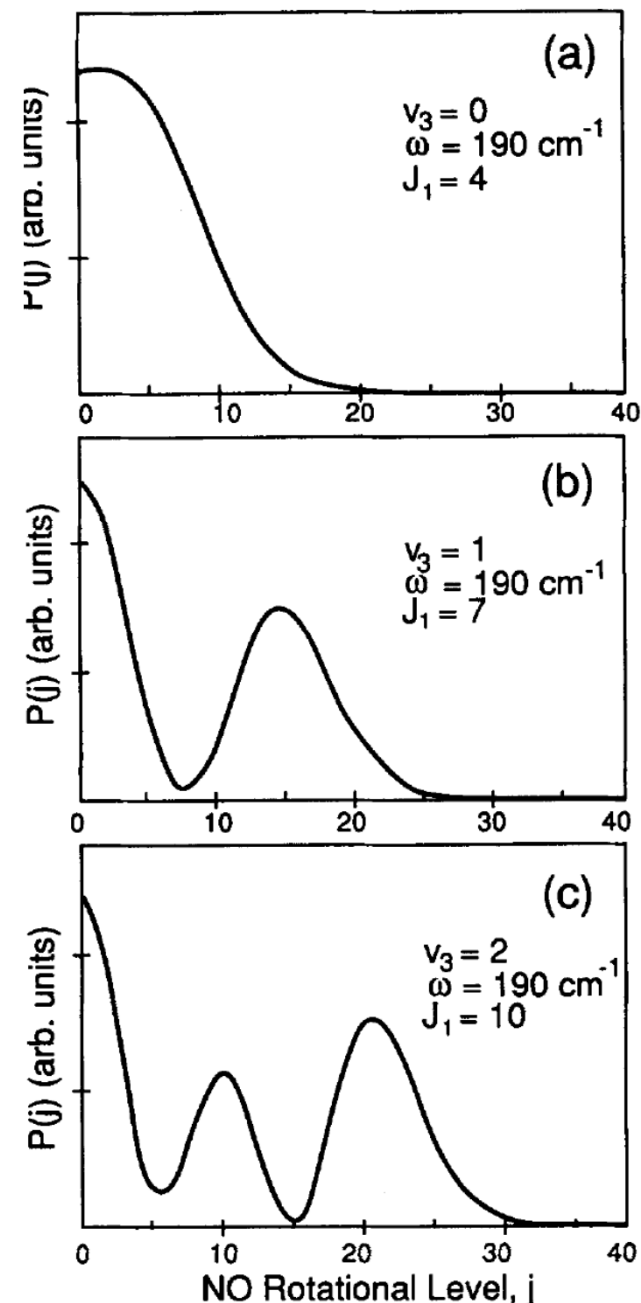 (a)
v₃ = 0
ω = 190 cm⁻¹
J₁ = 4
P(j) (arb. units)
0 10 20 30 40
(b)
v₃ = 1
ω = 190 cm⁻¹
J₁ = 7
P(j) (arb. units)
0 10 20 30 40
(c)
v₃ = 2
ω = 190 cm⁻¹
J₁ = 10
P(j) (arb. units)
0 10 20 30 40
NO Rotational Level, j